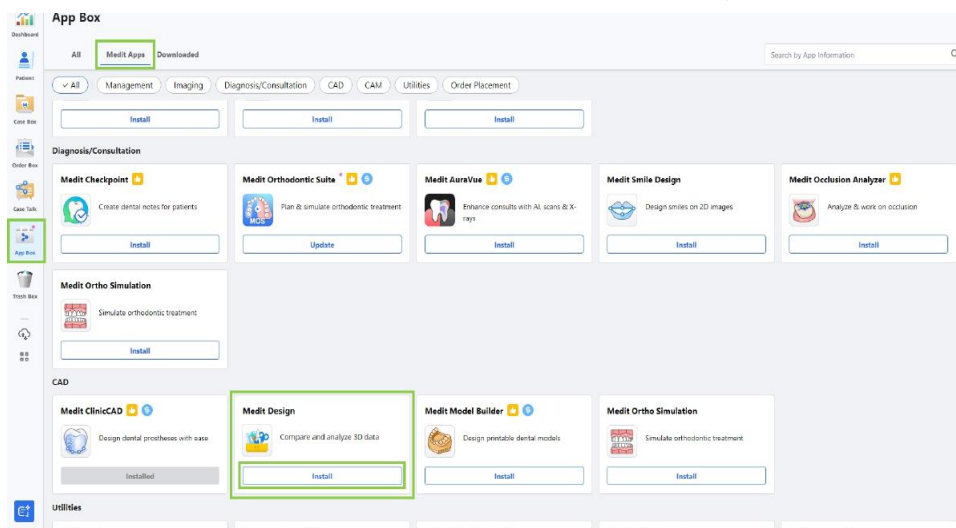 App Box
Dashboard
All Medit Apps Downloaded
Search by App Information
Patient
All Management Imaging Diagnosis/Consultation CAD CAM Utilities Order Placement
Case Box
Install Install Install
Order Box
Diagnosis/Consultation
Medit Checkpoint Medit Orthodontic Suite * Medit AuraVue Medit Smile Design Medit Occlusion Analyzer
Create dental notes for patients MOS Plan & simulate orthodontic treatment Enhance consults with AI, scans & X-
rays Design smiles on 2D images Analyze & work on occlusion
Case Talk
Install Update Install Install Install
App Box
Medit Ortho Simulation
Trash Box
Simulate orthodontic treatment
Install
CAD
Medit ClinicCAD Medit Design Medit Model Builder Medit Ortho Simulation
Design dental prostheses with ease Compare and analyze 3D data Design printable dental models Simulate orthodontic treatment
Installed Install Install Install
Utilities